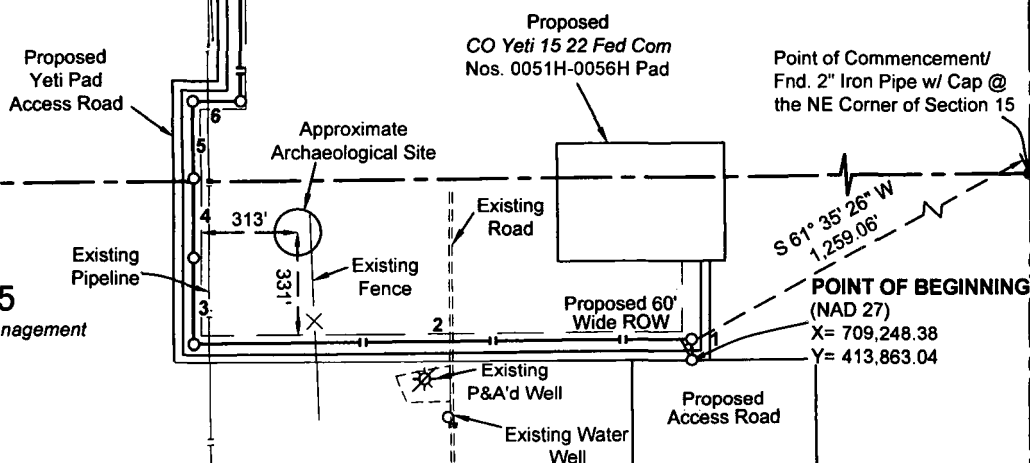 Proposed
CO Yeti 15 22 Fed Com
Nos. 0051H-0056H Pad
Point of Commencement/
Fnd. 2" Iron Pipe w/ Cap @
the NE Corner of Section 15
Proposed
Yeti Pad
Access Road
6
5
Approximate
Archaeological Site
4
313'
Existing
Road
S 61° 35' 26" W
1,259.06'
Existing
Pipeline
331'
Existing
Fence
POINT OF BEGINNING
(NAD 27)
X= 709,248.38
Y= 413,863.04
5
nagement
3
2
Proposed 60'
Wide ROW
1
Existing
P&A'd Well
Proposed
Access Road
Existing Water
Well